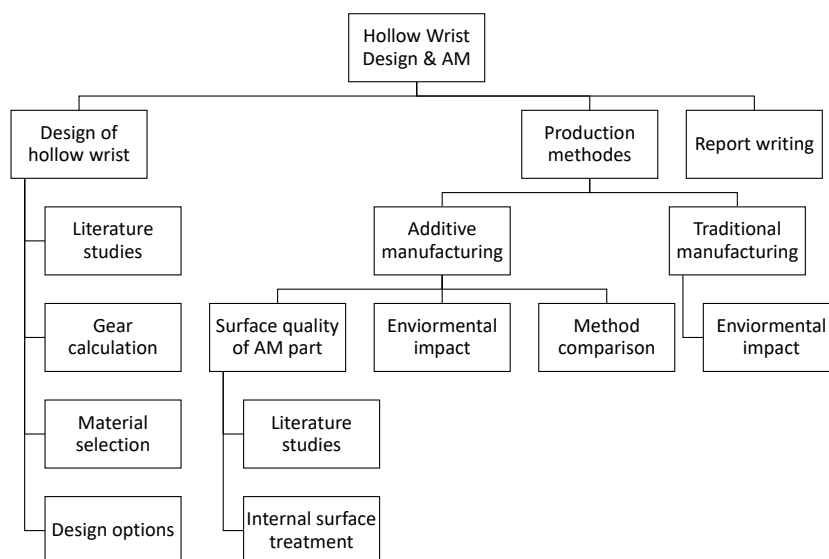 Hollow Wrist
Design & AM
Design of
hollow wrist
Production
methodes
Report writing
Literature
studies
Gear
calculation
Material
selection
Design options
Additive
manufacturing
Traditional
manufacturing
Surface quality
of AM part
Enviormental
impact
Method
comparison
Enviormental
impact
Literature
studies
Internal surface
treatment